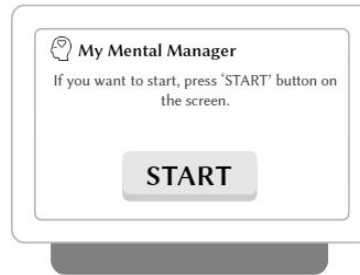 My Mental Manager
If you want to start, press ‘START’ button on
the screen.
START